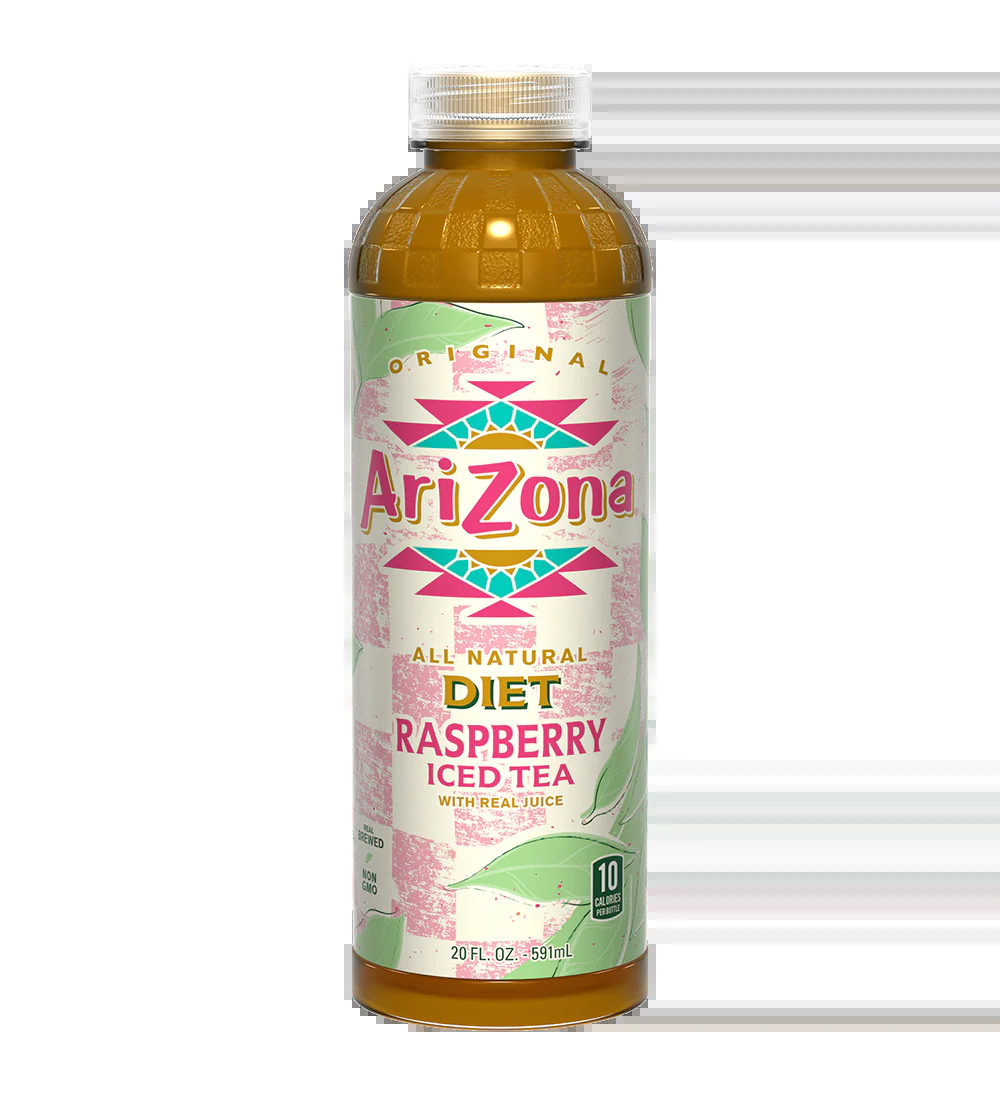 ORIGINAL
AriZona
ALL NATURAL
DIET
RASPBERRY
ICED TEA
WITH REAL JUICE
REAL
BREWED
NON
GMO
10
CALORIES
PER BOTTLE
20 FL. OZ. - 591mL